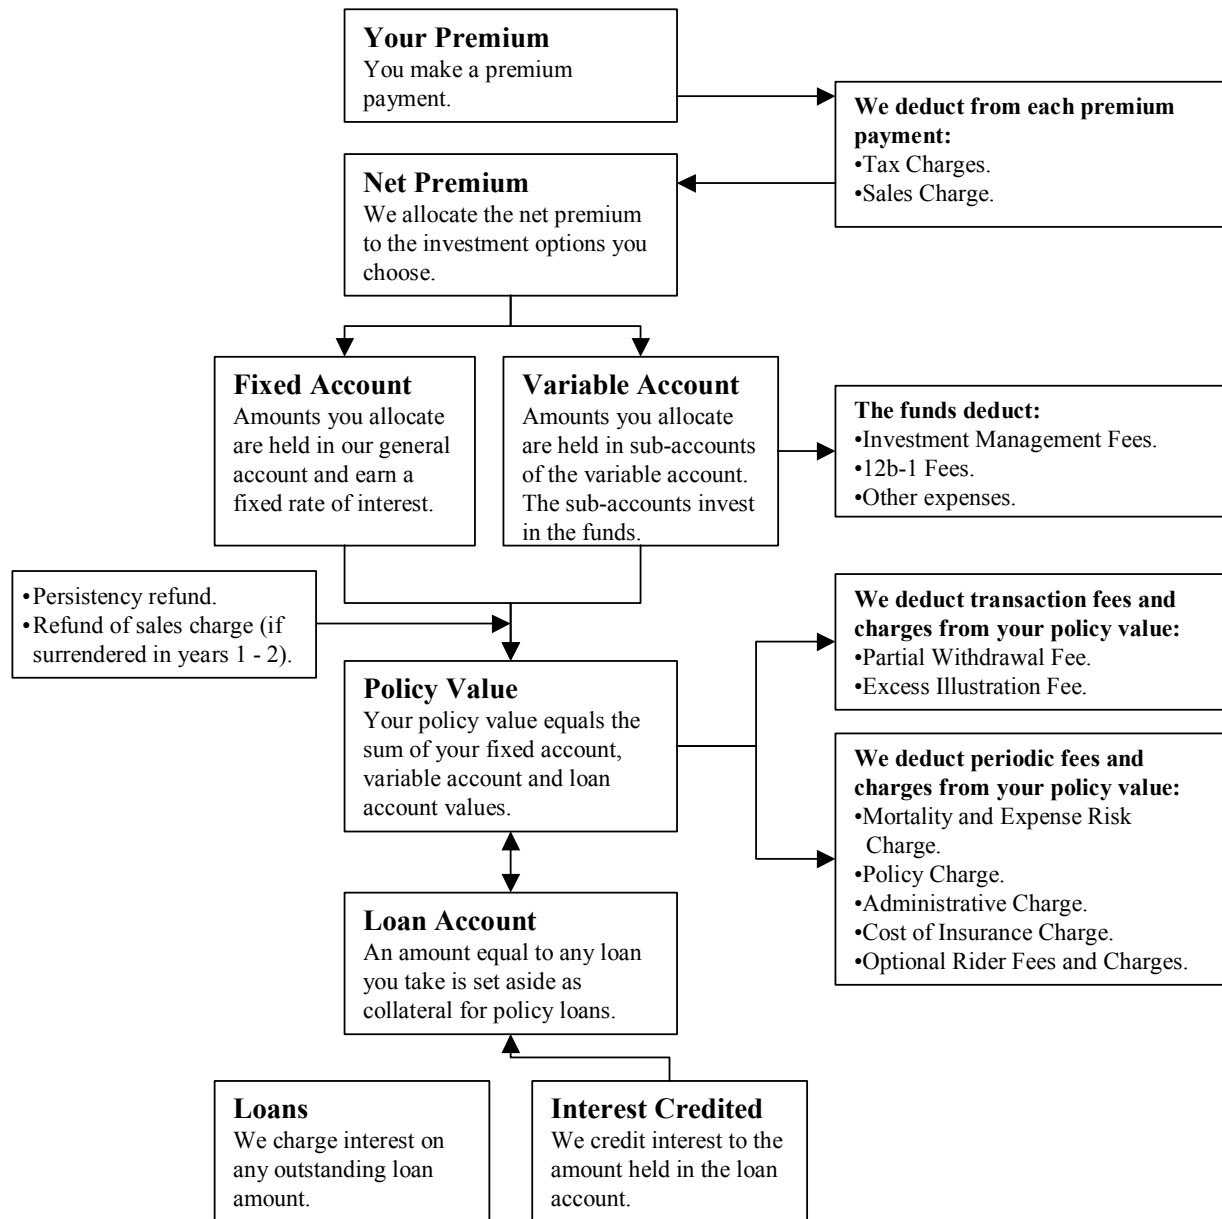 Your Premium
You make a premium
payment.
We deduct from each premium
payment:
•Tax Charges.
•Sales Charge.
Net Premium
We allocate the net premium
to the investment options you
choose.
Fixed Account
Amounts you allocate
are held in our general
account and earn a
fixed rate of interest.
Variable Account
Amounts you allocate
are held in sub-accounts
of the variable account.
The sub-accounts invest
in the funds.
The funds deduct:
•Investment Management Fees.
•12b-1 Fees.
•Other expenses.
•Persistency refund.
•Refund of sales charge (if
surrendered in years 1 - 2).
We deduct transaction fees and
charges from your policy value:
•Partial Withdrawal Fee.
•Excess Illustration Fee.
Policy Value
Your policy value equals the
sum of your fixed account,
variable account and loan
account values.
We deduct periodic fees and
charges from your policy value:
•Mortality and Expense Risk
Charge.
•Policy Charge.
•Administrative Charge.
•Cost of Insurance Charge.
•Optional Rider Fees and Charges.
Loan Account
An amount equal to any loan
you take is set aside as
collateral for policy loans.
Loans
We charge interest on
any outstanding loan
amount.
Interest Credited
We credit interest to the
amount held in the loan
account.